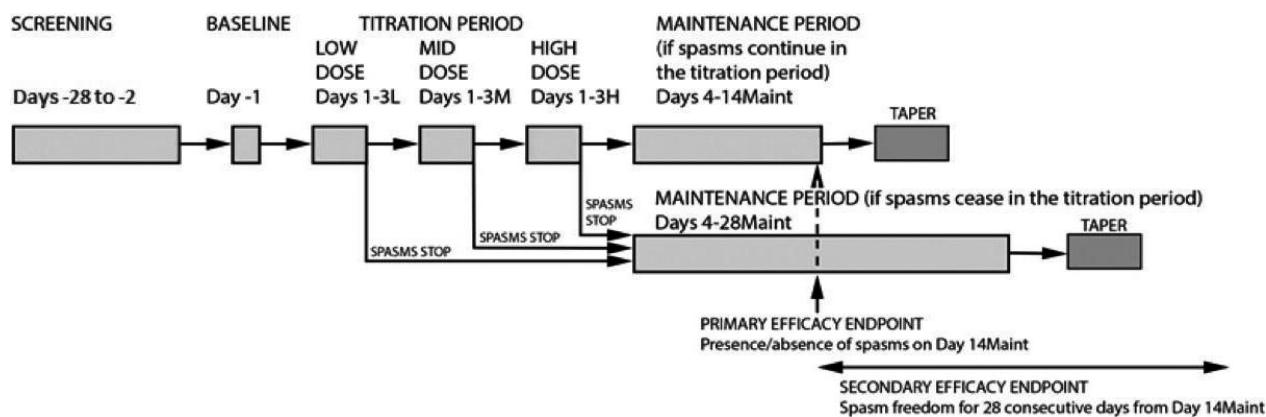 SCREENING
Days -28 to -2
BASELINE
Day -1
TITRATION PERIOD
LOW
DOSE
Days 1-3L
MID
DOSE
Days 1-3M
HIGH
DOSE
Days 1-3H
MAINTENANCE PERIOD
(if spasms continue in
the titration period)
Days 4-14Maint
TAPER
SPASMS
STOP
SPASMS STOP
SPASMS STOP
MAINTENANCE PERIOD (if spasms cease in the titration period)
Days 4-28Maint
TAPER
PRIMARY EFFICACY ENDPOINT
Presence/absence of spasms on Day 14Maint
SECONDARY EFFICACY ENDPOINT
Spasm freedom for 28 consecutive days from Day 14Maint